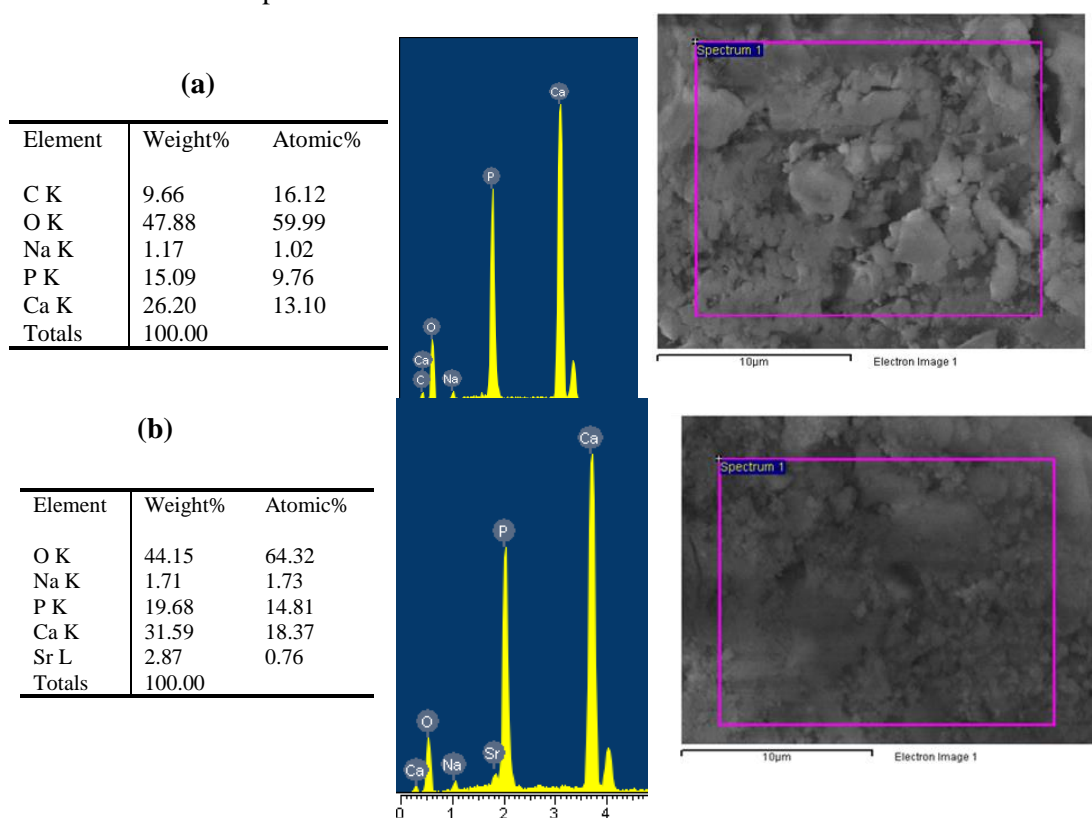 (a)
Element Weight% Atomic%
C K 9.66 16.12
O K 47.88 59.99
Na K 1.17 1.02
P K 15.09 9.76
Ca K 26.20 13.10
Totals 100.00
Ca
P
O
Ca
C
Na
Spectrum 1
10µm
Electron Image 1
(b)
Element Weight% Atomic%
O K 44.15 64.32
Na K 1.71 1.73
P K 19.68 14.81
Ca K 31.59 18.37
Sr L 2.87 0.76
Totals 100.00
Ca
P
O
Sr
Ca
Na
0 1 2 3 4
Spectrum 1
10µm
Electron Image 1